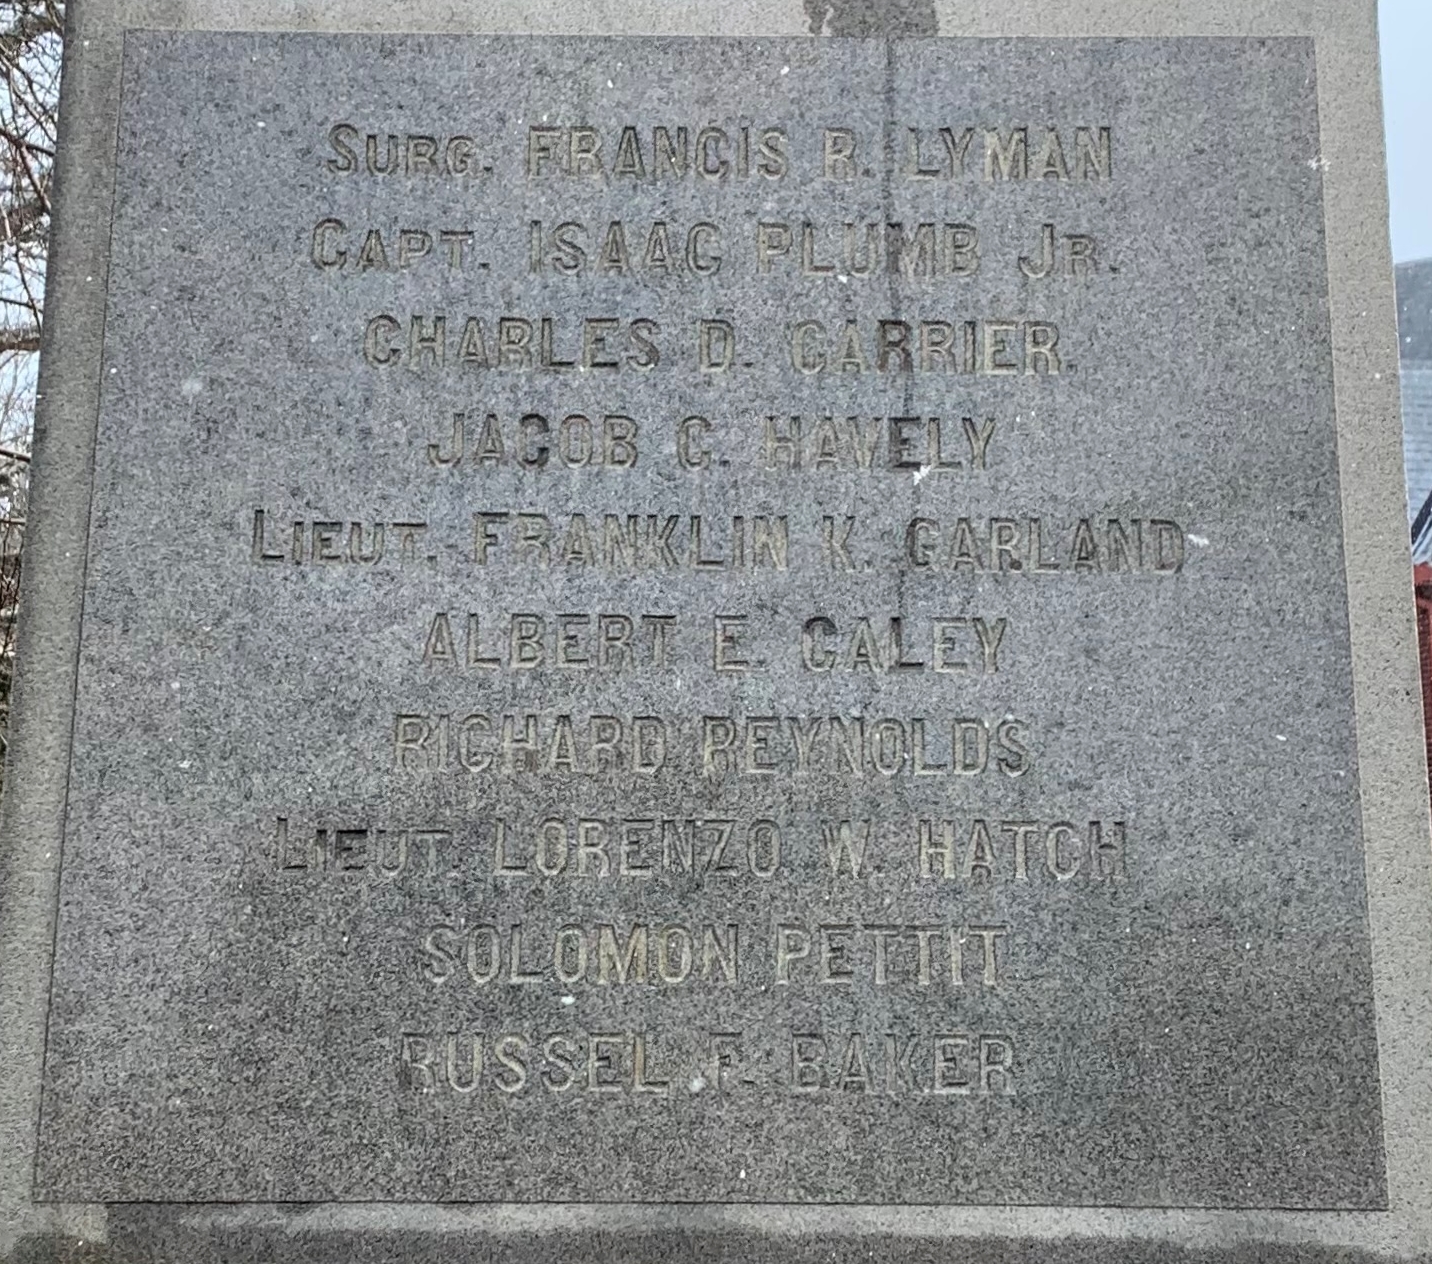 SURG. FRANCIS R. LYMAN
CAPT. ISAAC PLUMB JR.
CHARLES D. CARRIER.
JACOB C. HAVELY
LIEUT. FRANKLIN K. GARLAND
ALBERT E. CALEY
RICHARD REYNOLDS
LIEUT. LORENZO W. HATCH
SOLOMON PETTIT
RUSSEL F. BAKER